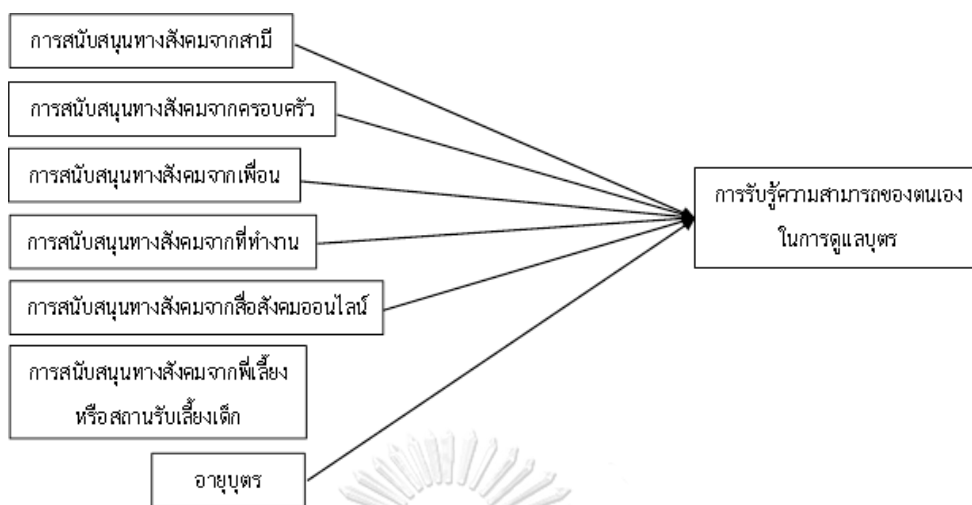 การสนับสนุนทางสังคมจากสามี
การสนับสนุนทางสังคมจากครอบครัว
การสนับสนุนทางสังคมจากเพื่อน
การสนับสนุนทางสังคมจากที่ทำงาน
การสนับสนุนทางสังคมจากสื่อสังคมออนไลน์
การสนับสนุนทางสังคมจากพี่เลี้ยง
หรือสถานรับเลี้ยงเด็ก
อายุบุตร
การรับรู้ความสามารถของตนเอง
ในการดูแลบุตร